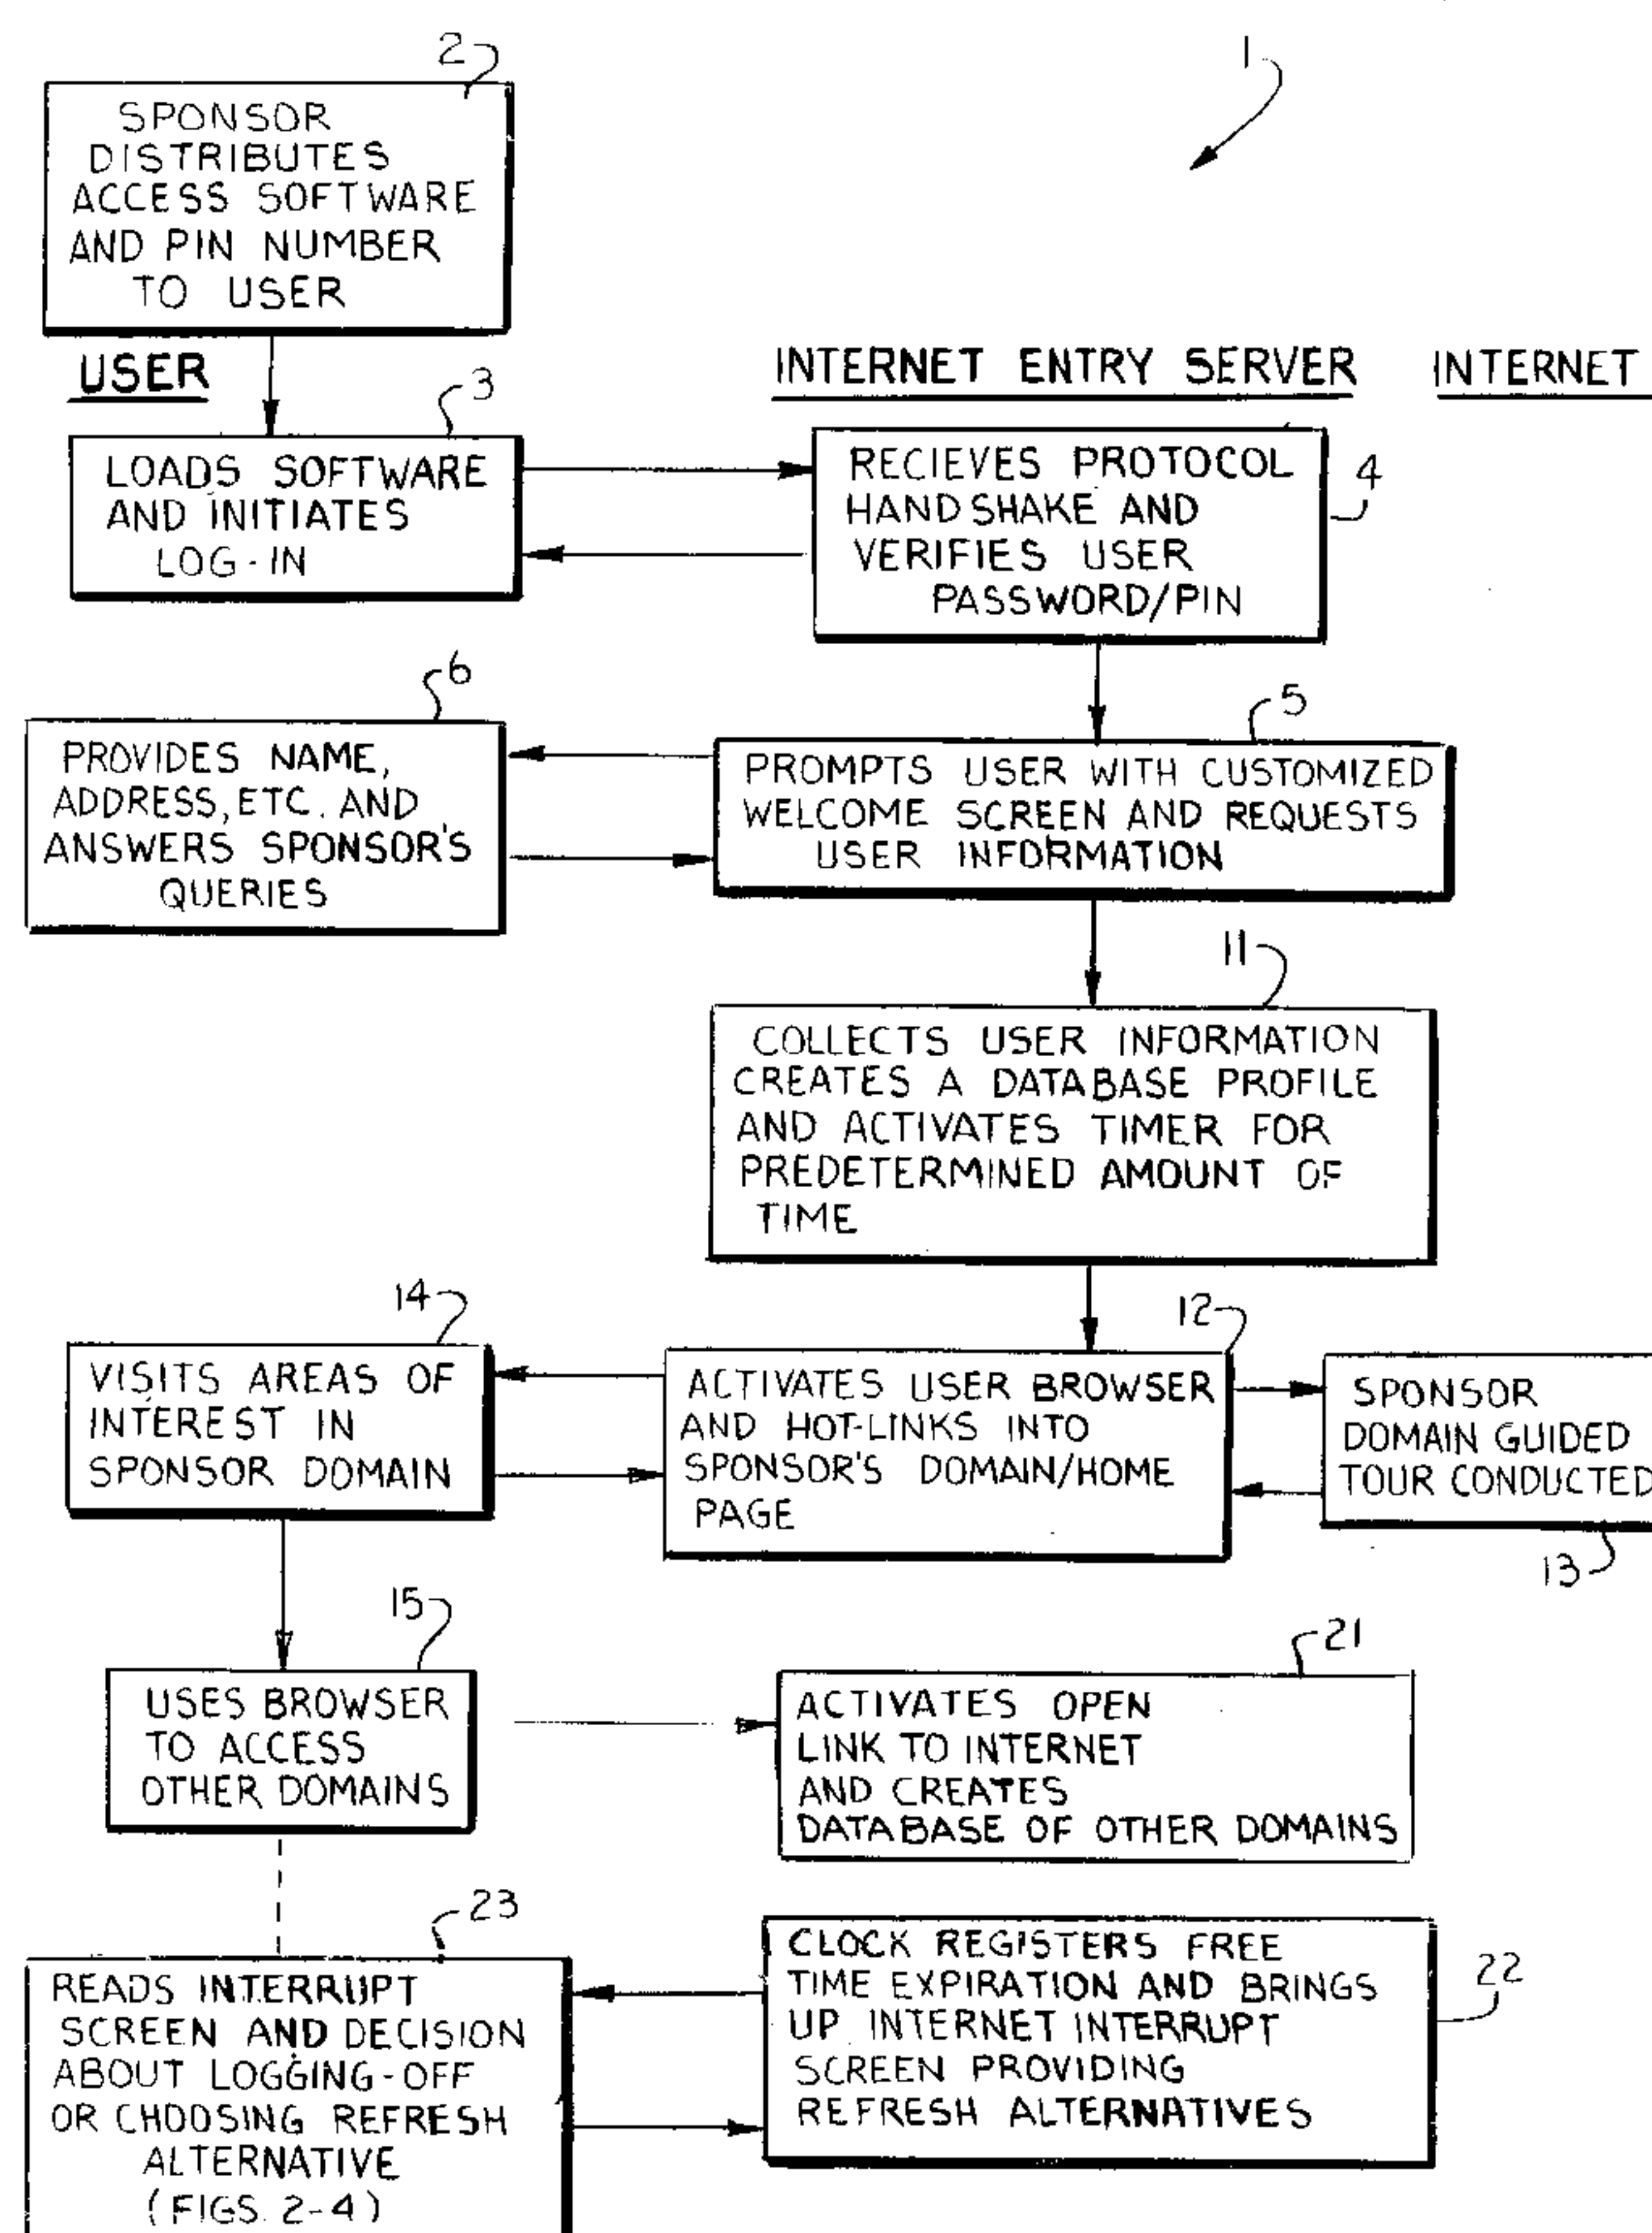 2
1
SPONSOR
DISTRIBUTES
ACCESS SOFTWARE
AND PIN NUMBER
TO USER
USER
INTERNET ENTRY SERVER
INTERNET
3
LOADS SOFTWARE
AND INITIATES
LOG-IN
RECIEVES PROTOCOL
HANDSHAKE AND
VERIFIES USER
PASSWORD/PIN
4
6
PROVIDES NAME,
ADDRESS, ETC. AND
ANSWERS SPONSOR'S
QUERIES
5
PROMPTS USER WITH CUSTOMIZED
WELCOME SCREEN AND REQUESTS
USER INFORMATION
11
COLLECTS USER INFORMATION
CREATES A DATABASE PROFILE
AND ACTIVATES TIMER FOR
PREDETERMINED AMOUNT OF
TIME
14
VISITS AREAS OF
INTEREST IN
SPONSOR DOMAIN
12
ACTIVATES USER BROWSER
AND HOT-LINKS INTO
SPONSOR'S DOMAIN/HOME
PAGE
SPONSOR
DOMAIN GUIDED
TOUR CONDUCTED
13
15
USES BROWSER
TO ACCESS
OTHER DOMAINS
21
ACTIVATES OPEN
LINK TO INTERNET
AND CREATES
DATABASE OF OTHER DOMAINS
23
READS INTERRUPT
SCREEN AND DECISION
ABOUT LOGGING-OFF
OR CHOOSING REFRESH
ALTERNATIVE
(FIGS. 2-4)
CLOCK REGISTERS FREE
TIME EXPIRATION AND BRINGS
UP INTERNET INTERRUPT
SCREEN PROVIDING
REFRESH ALTERNATIVES
22